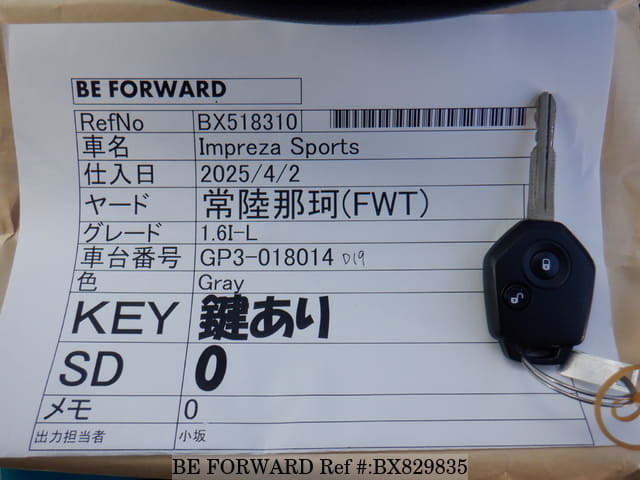 BE FORWARD
RefNo BX518310
車名 Impreza Sports
仕入日 2025/4/2
ヤード 常陸那珂(FWT)
グレード 1.6I-L
車台番号 GP3-018014 D19
色 Gray
KEY 鍵あり
SD 0
メモ 0
出力担当者 小坂
BE FORWARD Ref #:BX829835